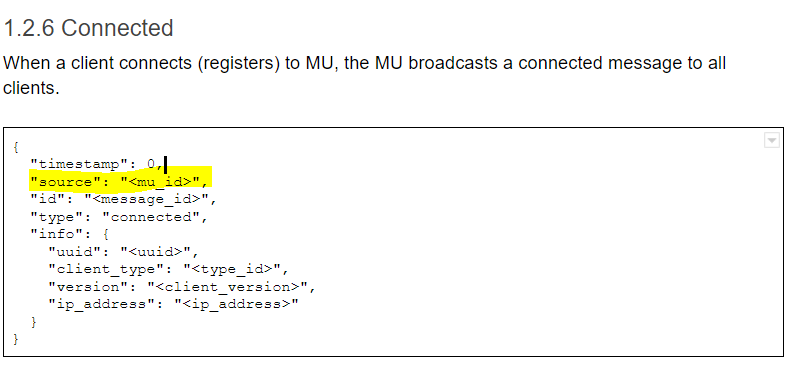 1.2.6 Connected
When a client connects (registers) to MU, the MU broadcasts a connected message to all
clients.
{
  "timestamp": 0,
  "source": "<mu_id>",
  "id": "<message_id>",
  "type": "connected",
  "info": {
    "uuid": "<uuid>",
    "client_type": "<type_id>",
    "version": "<client_version>",
    "ip_address": "<ip_address>"
  }
}